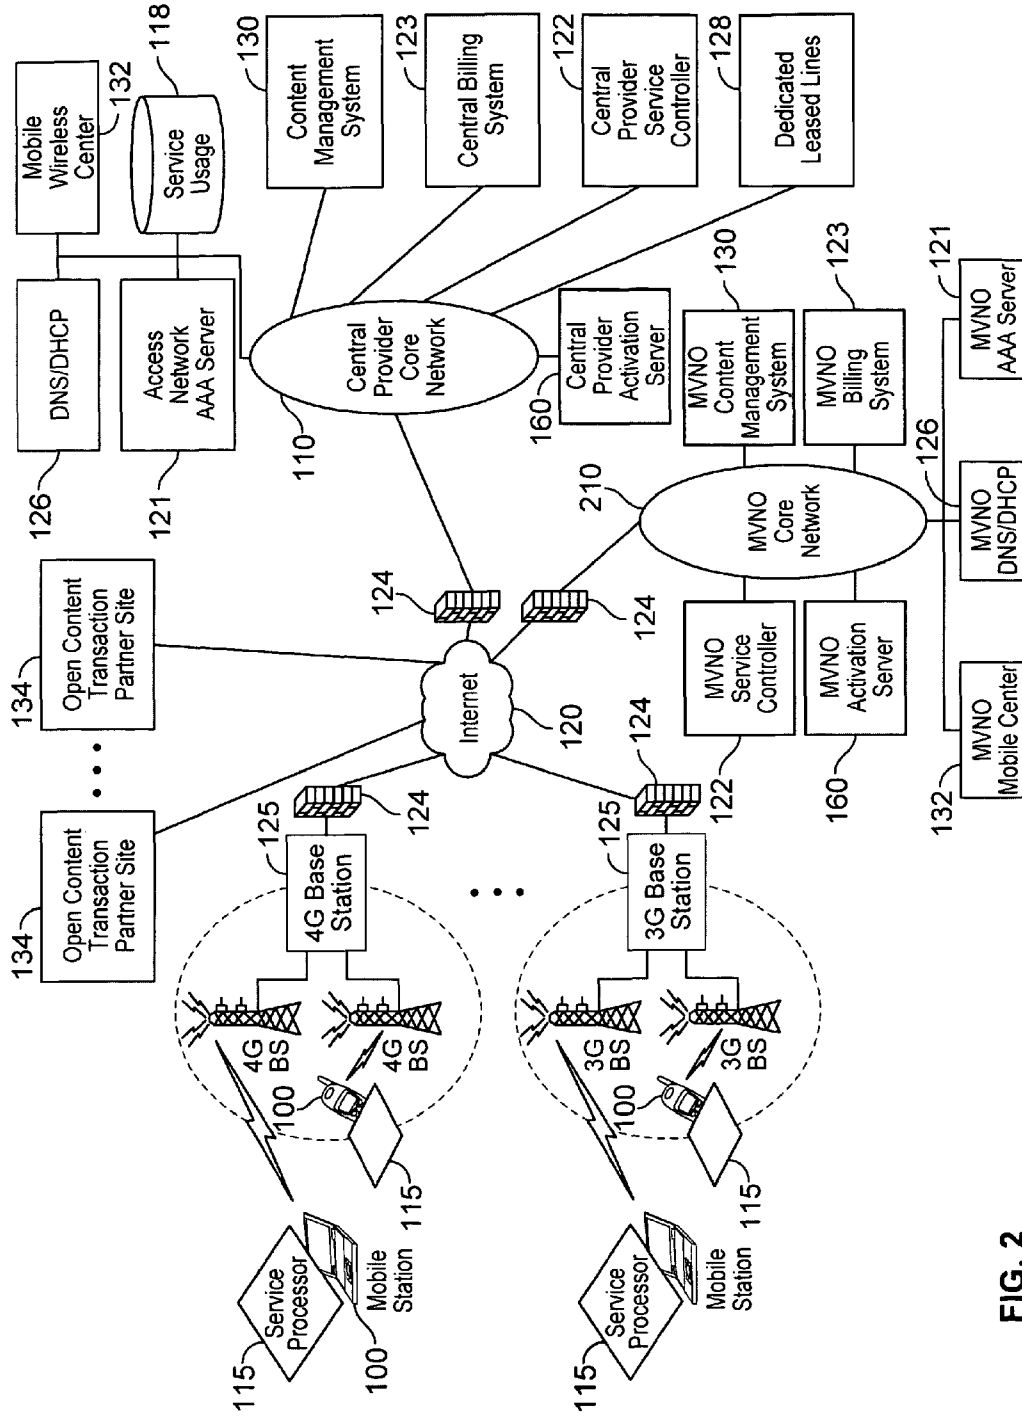 Mobile
Wireless
Center
132
Service
Usage
118
DNS/DHCP
126
Access
Network
AAA Server
121
Content
Management
System
130
Central Billing
System
123
Central
Provider
Service
Controller
122
Dedicated
Leased Lines
128
Central
Provider
Core
Network
110
Central
Provider
Activation
Server
160
Open Content
Transaction
Partner Site
134
Open Content
Transaction
Partner Site
134
124
124
Internet
120
124
124
MVNO
Core
Network
210
MVNO
Content
Management
System
130
MVNO
Billing
System
123
MVNO
Service
Controller
122
MVNO
Activation
Server
160
MVNO
AAA Server
121
MVNO
DNS/DHCP
126
MVNO
Mobile Center
132
4G Base
Station
125
4G
BS
4G
BS
100
115
Service
Processor
115
Mobile
Station
100
3G Base
Station
125
3G
BS
3G
BS
100
115
Service
Processor
115
Mobile
Station
FIG. 2